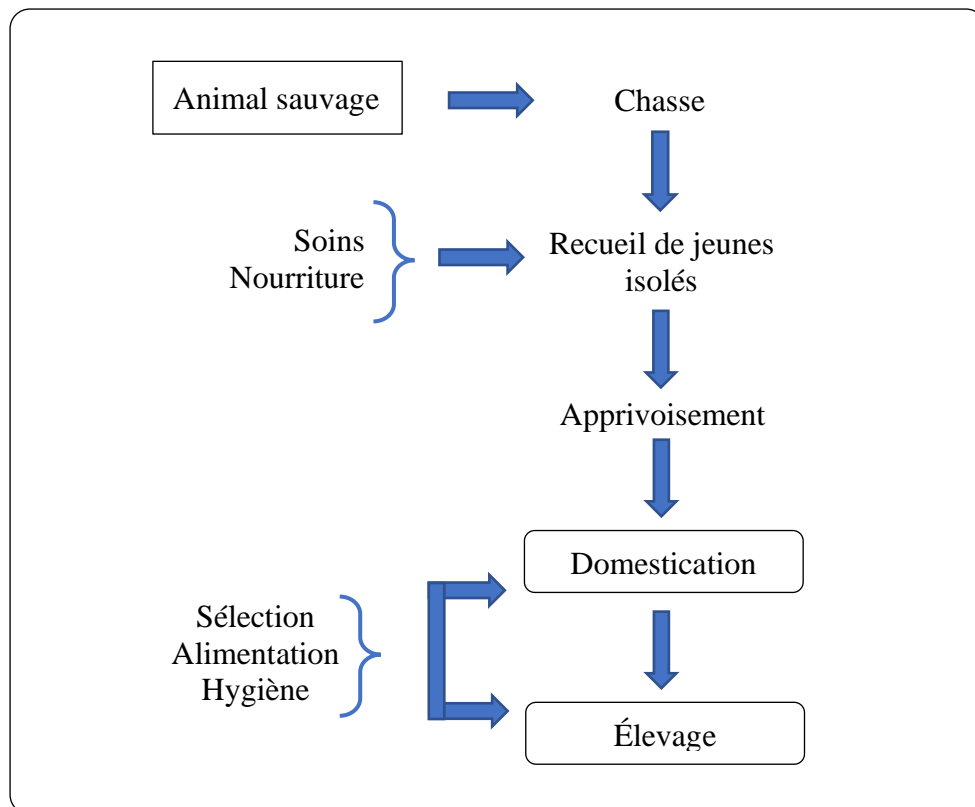 Animal sauvage
Chasse
Soins
Nourriture
Recueil de jeunes
isolés
Apprivoisement
Domestication
Sélection
Alimentation
Hygiène
Élevage